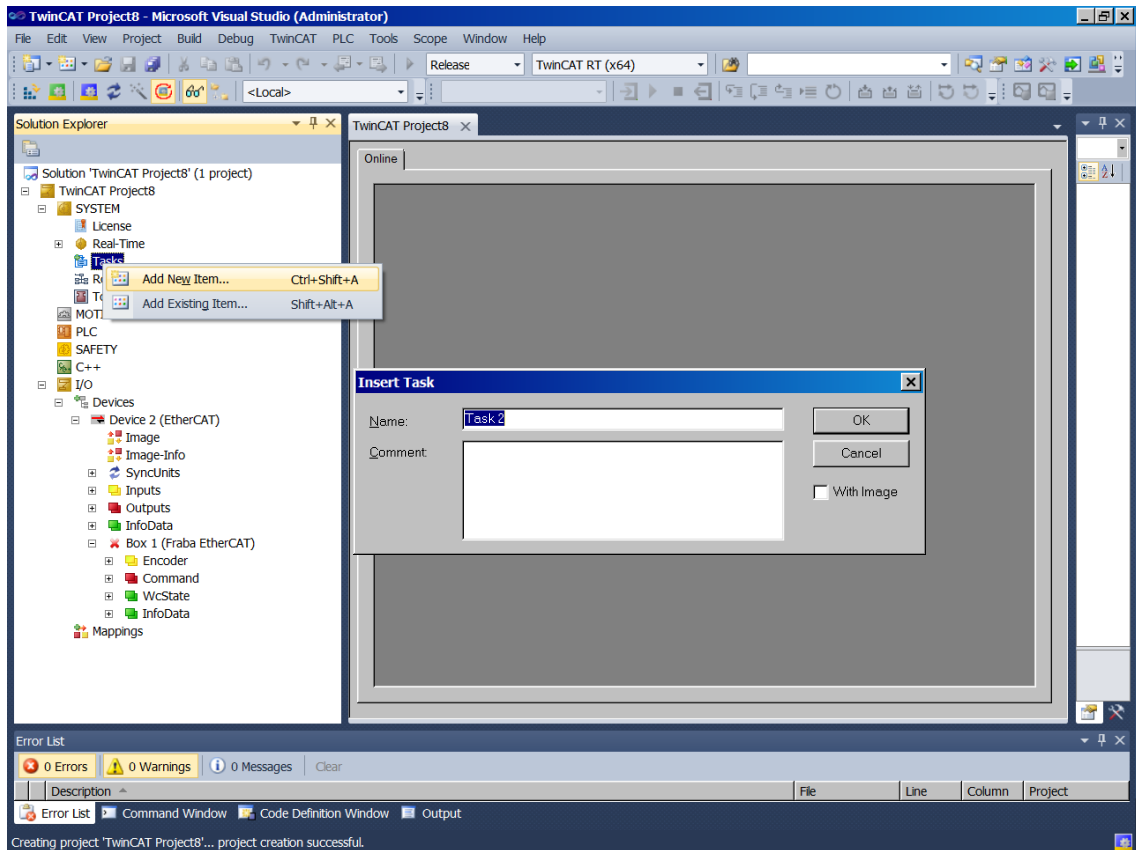 TwinCAT Project8 - Microsoft Visual Studio (Administrator)
File Edit View Project Build Debug TwinCAT PLC Tools Scope Window Help
Release TwinCAT RT (x64)
<Local>
Solution Explorer
TwinCAT Project8
Online
Solution 'TwinCAT Project8' (1 project)
TwinCAT Project8
SYSTEM
License
Real-Time
Tasks
Add New Item... Ctrl+Shift+A
Add Existing Item... Shift+Alt+A
PLC
SAFETY
C++
I/O
Devices
Device 2 (EtherCAT)
Image
Image-Info
SyncUnits
Inputs
Outputs
InfoData
Box 1 (Fraba EtherCAT)
Encoder
Command
WcState
InfoData
Mappings
Insert Task
Name: Task 2 OK
Comment: Cancel
With Image
Error List
0 Errors 0 Warnings 0 Messages Clear
Description File Line Column Project
Error List Command Window Code Definition Window Output
Creating project 'TwinCAT Project8'... project creation successful.